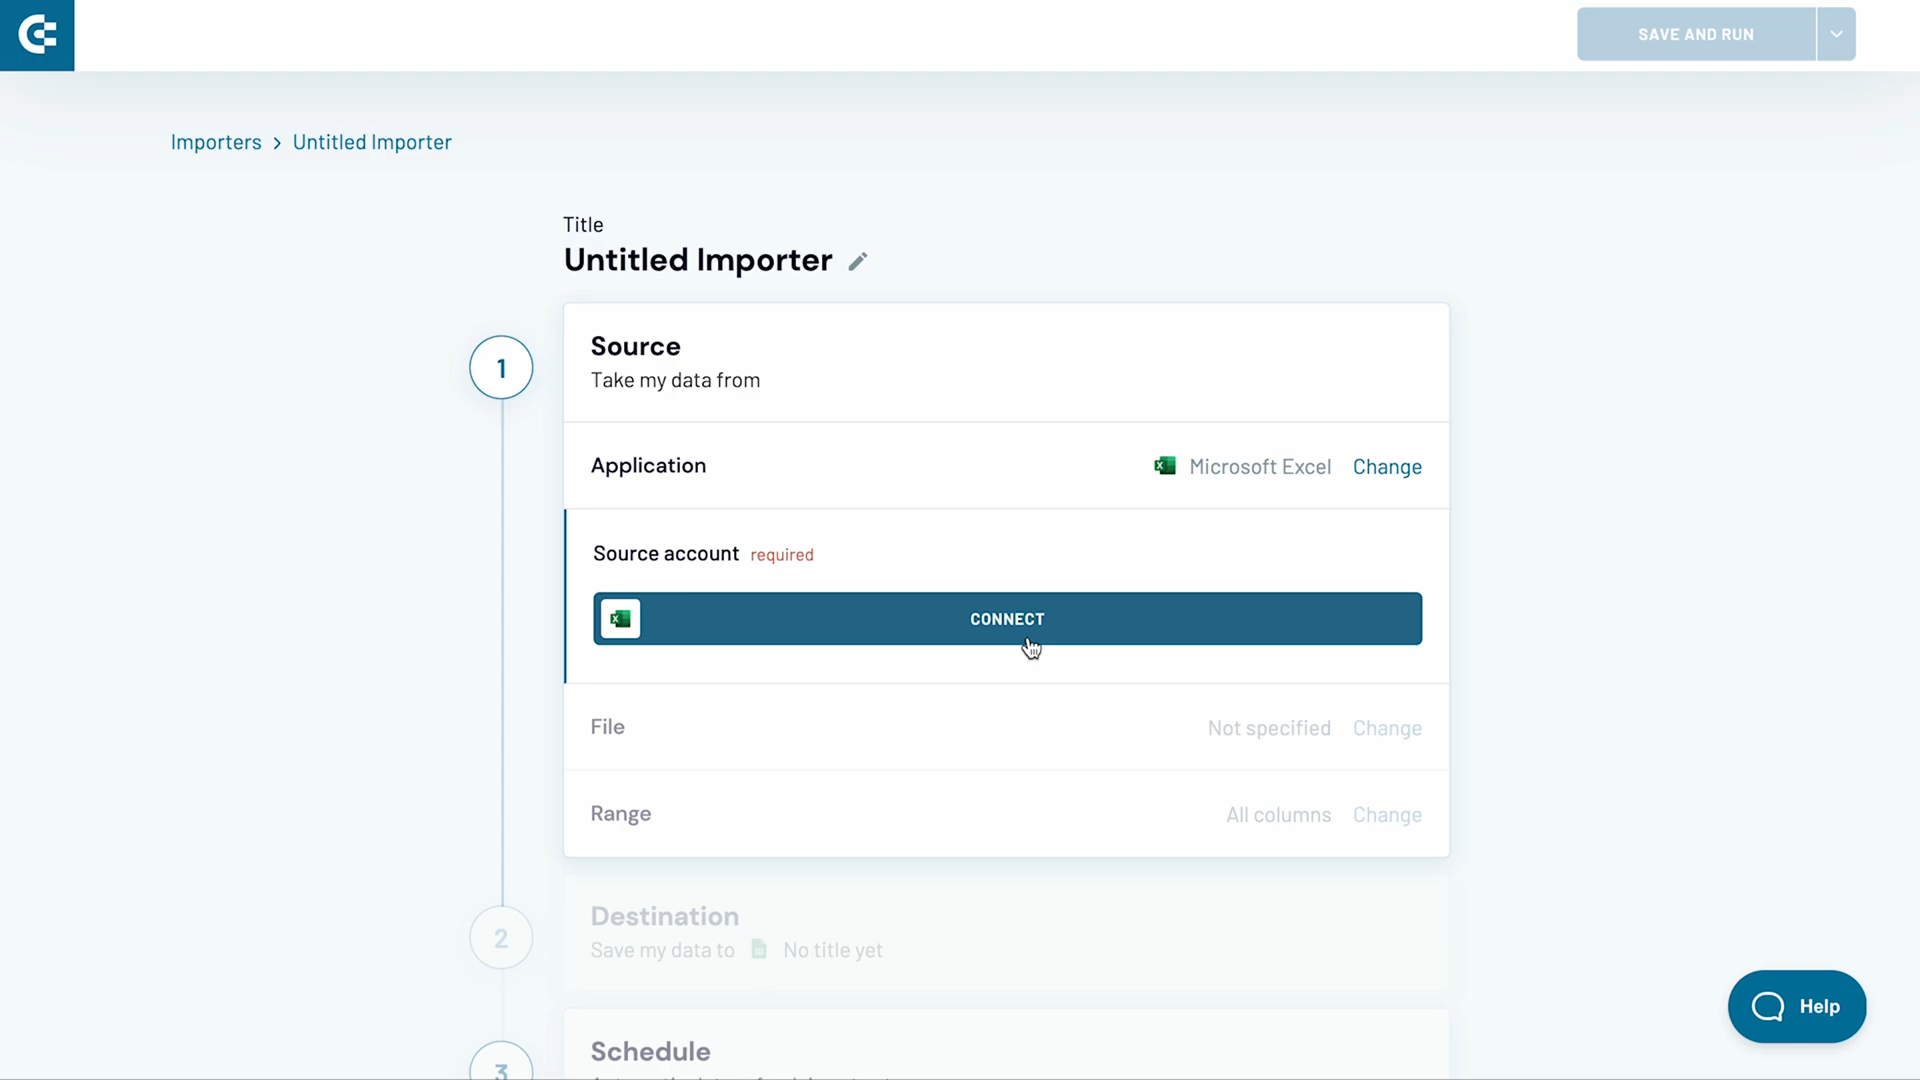 SAVE AND RUN
Importers > Untitled Importer
Title
Untitled Importer
1
Source
Take my data from
Application
Microsoft Excel Change
Source account required
CONNECT
File
Not specified Change
Range
All columns Change
2
Destination
Save my data to No title yet
Help
3
Schedule